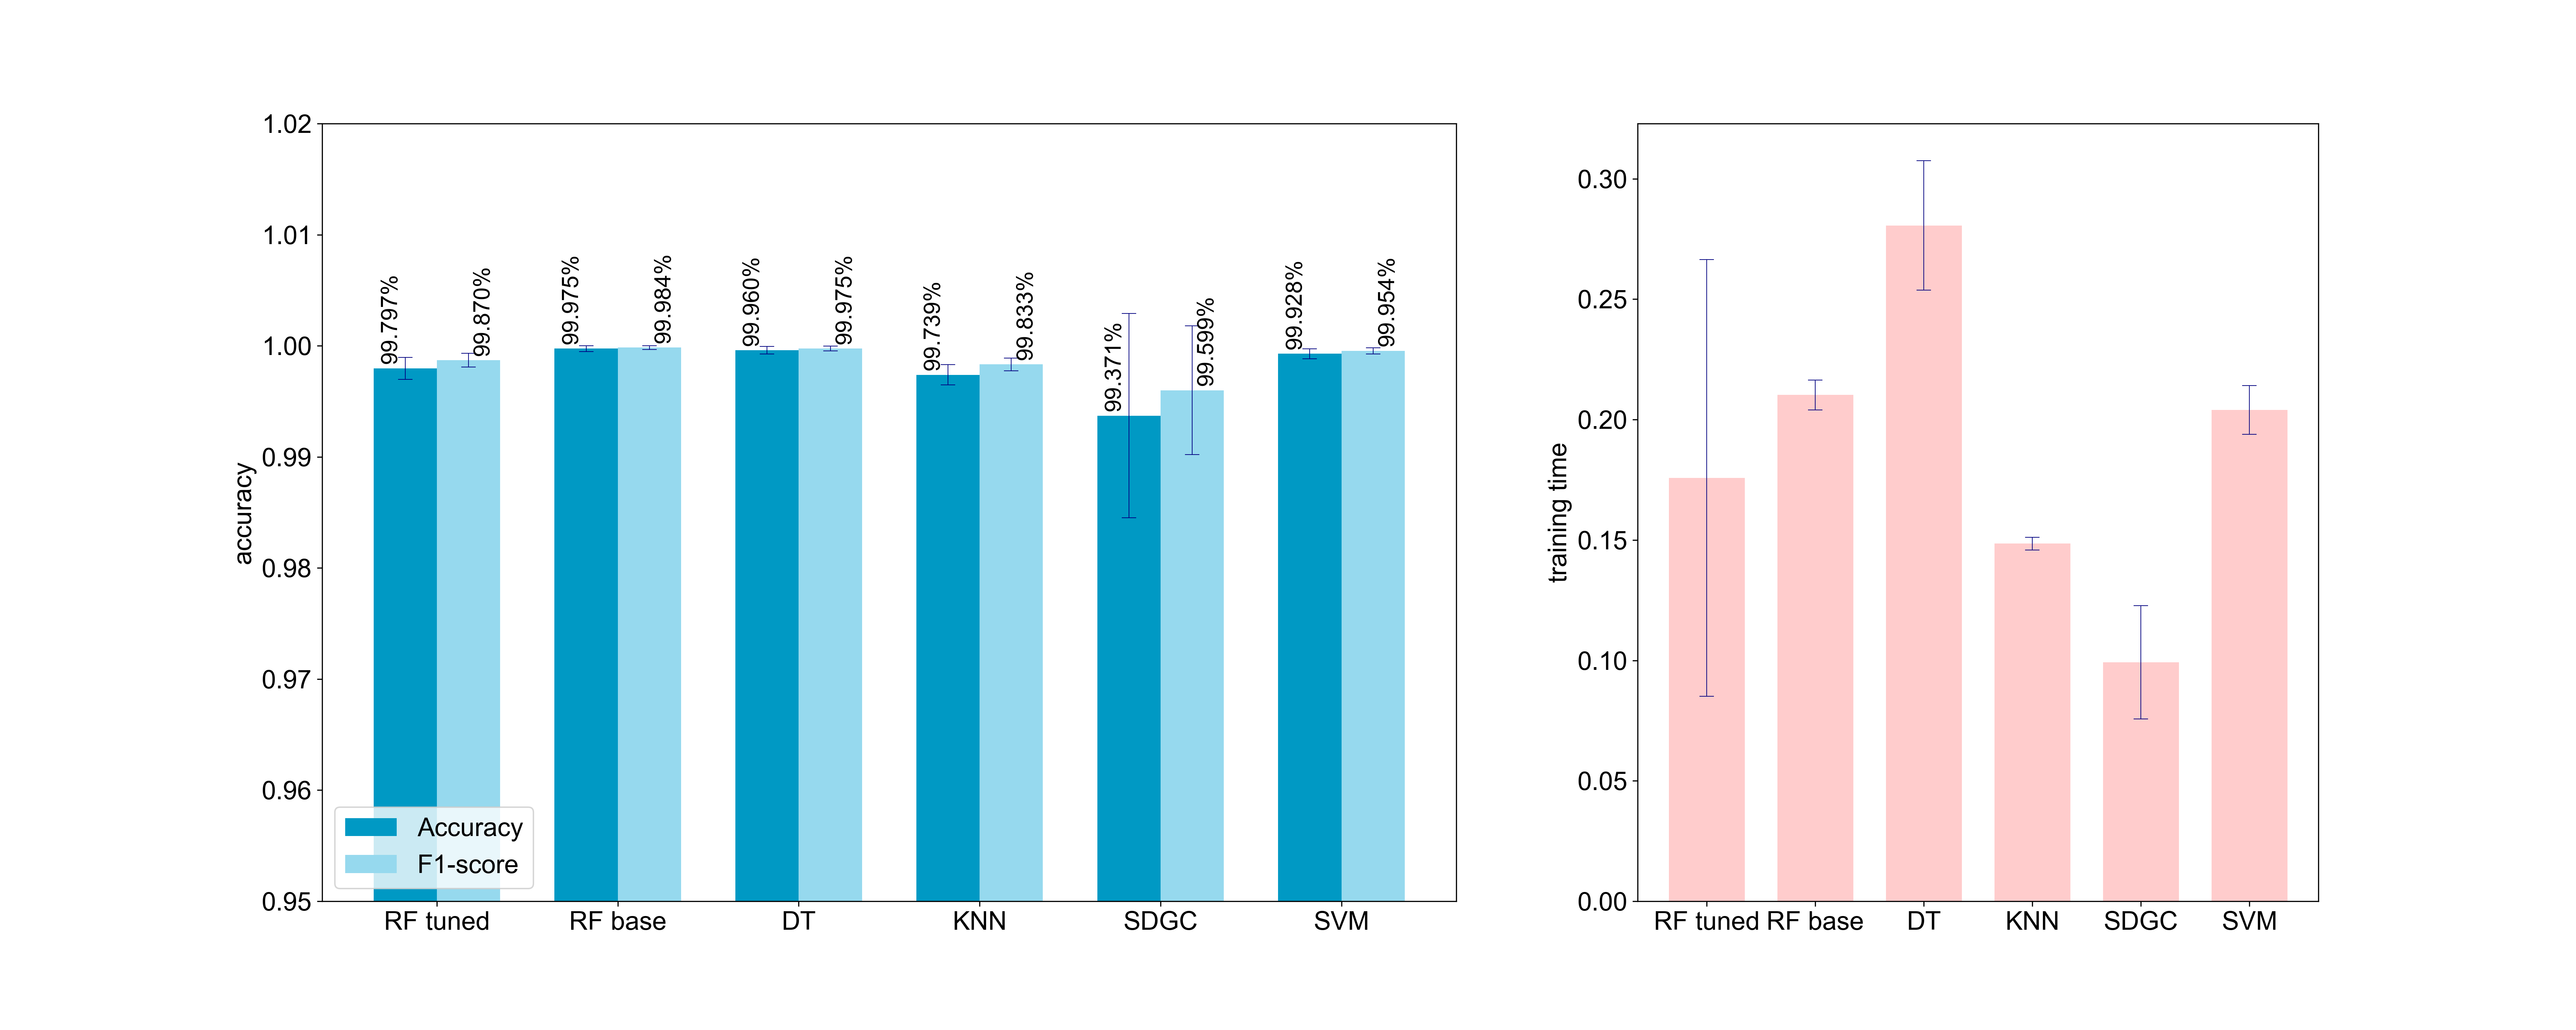 1.02
1.01
1.00
0.99
0.98
0.97
0.96
0.95
accuracy
99.797%
99.870%
99.975%
99.984%
99.960%
99.975%
99.739%
99.833%
99.371%
99.599%
99.928%
99.954%
Accuracy
F1-score
RF tuned
RF base
DT
KNN
SDGC
SVM
0.30
0.25
0.20
0.15
0.10
0.05
0.00
training time
RF tuned
RF base
DT
KNN
SDGC
SVM